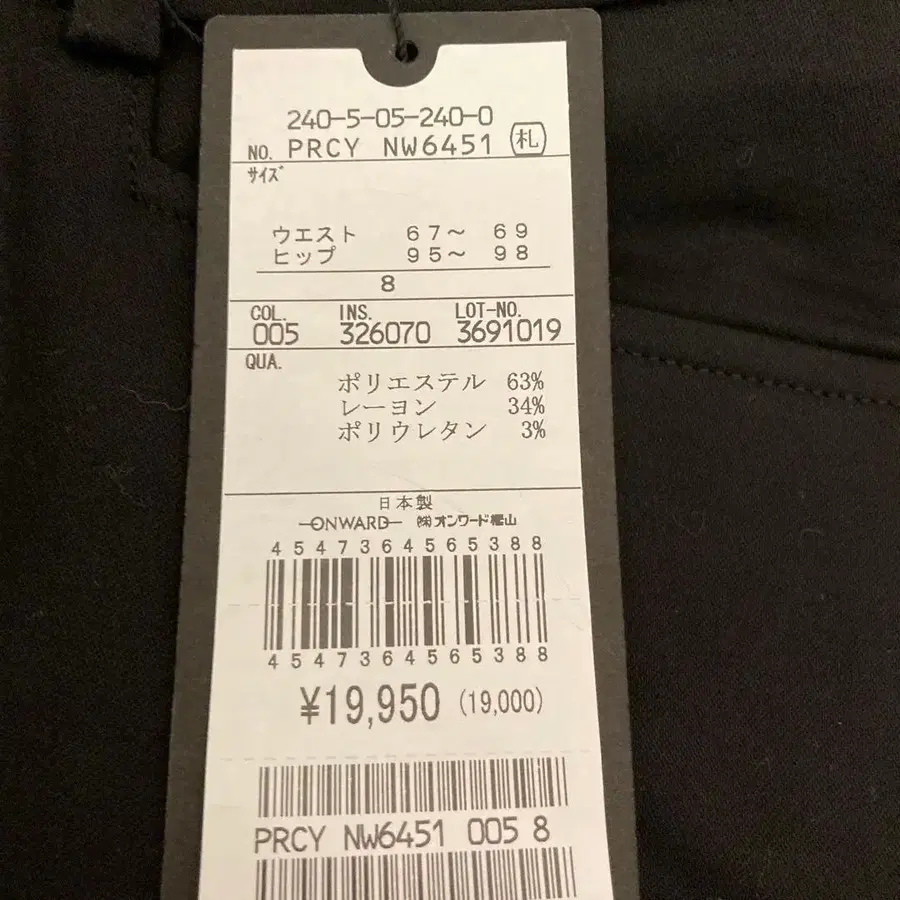 240-5-05-240-0
NO. PRCY NW6451 札
サイズ
ウエスト 67〜 69
ヒップ 95〜 98
8
COL. INS. LOT-NO.
005 326070 3691019
QUA.
ポリエステル 63%
レーヨン 34%
ポリウレタン 3%
日本製
ONWARD ㈱オンワード樫山
4547364565388
4547364565388
¥19,950 (19,000)
PRCY NW6451 005 8